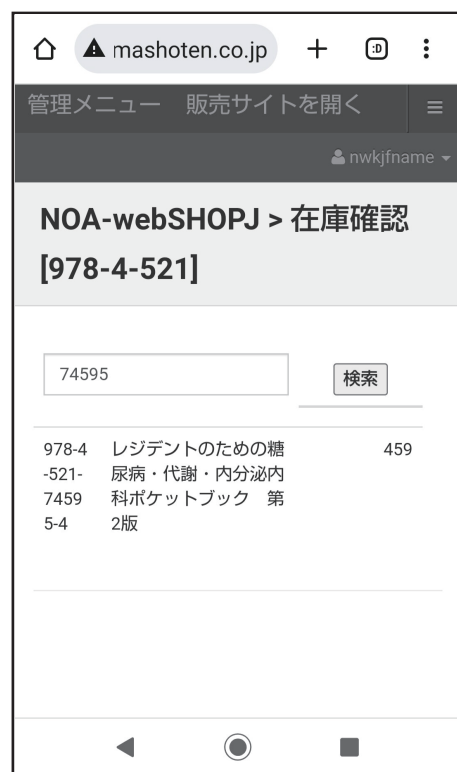 mashoten.co.jp
:D
管理メニュー 販売サイトを開く
nwkjfname
NOA-webSHOPJ > 在庫確認
[978-4-521]
74595
検索
978-4 レジデントのための糖 459
-521- 尿病・代謝・内分泌内
7459 科ポケットブック 第
5-4 2版